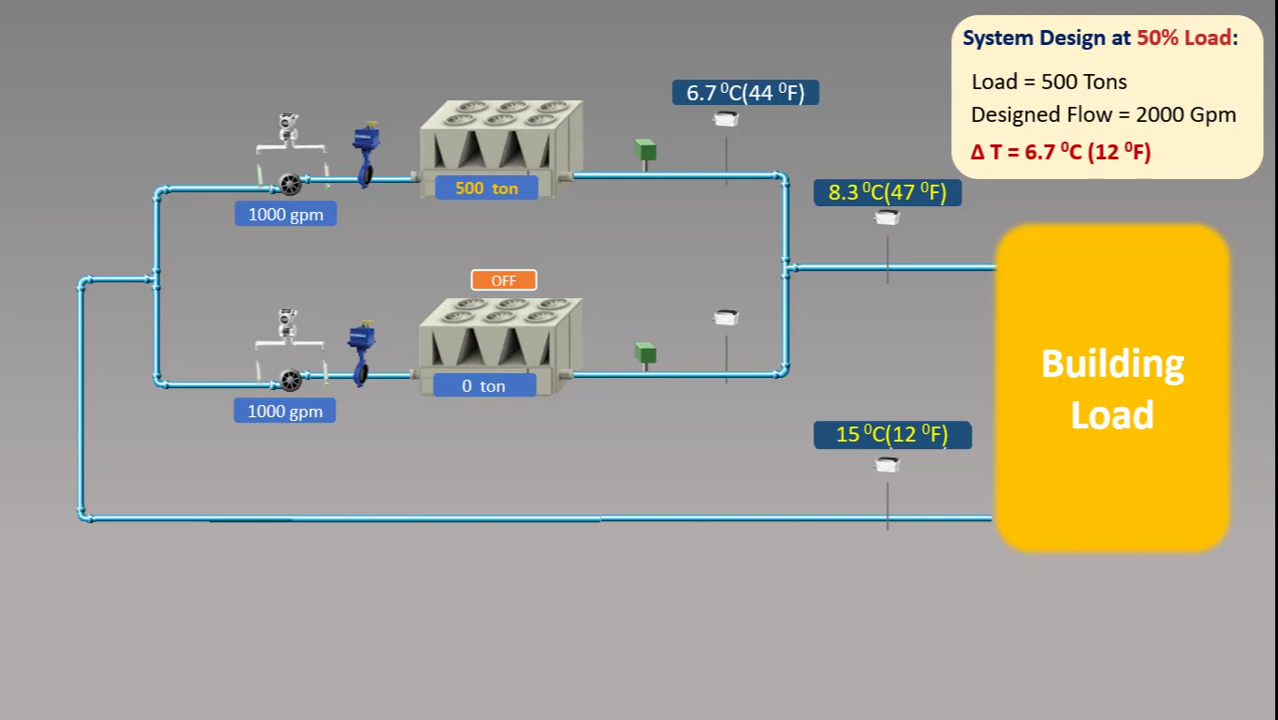 System Design at 50% Load:
Load = 500 Tons
Designed Flow = 2000 Gpm
Δ T = 6.7 ⁰C (12 ⁰F)
6.7 ⁰C(44 ⁰F)
500 ton
8.3 ⁰C(47 ⁰F)
1000 gpm
OFF
0 ton
1000 gpm
Building
Load
15 ⁰C(12 ⁰F)